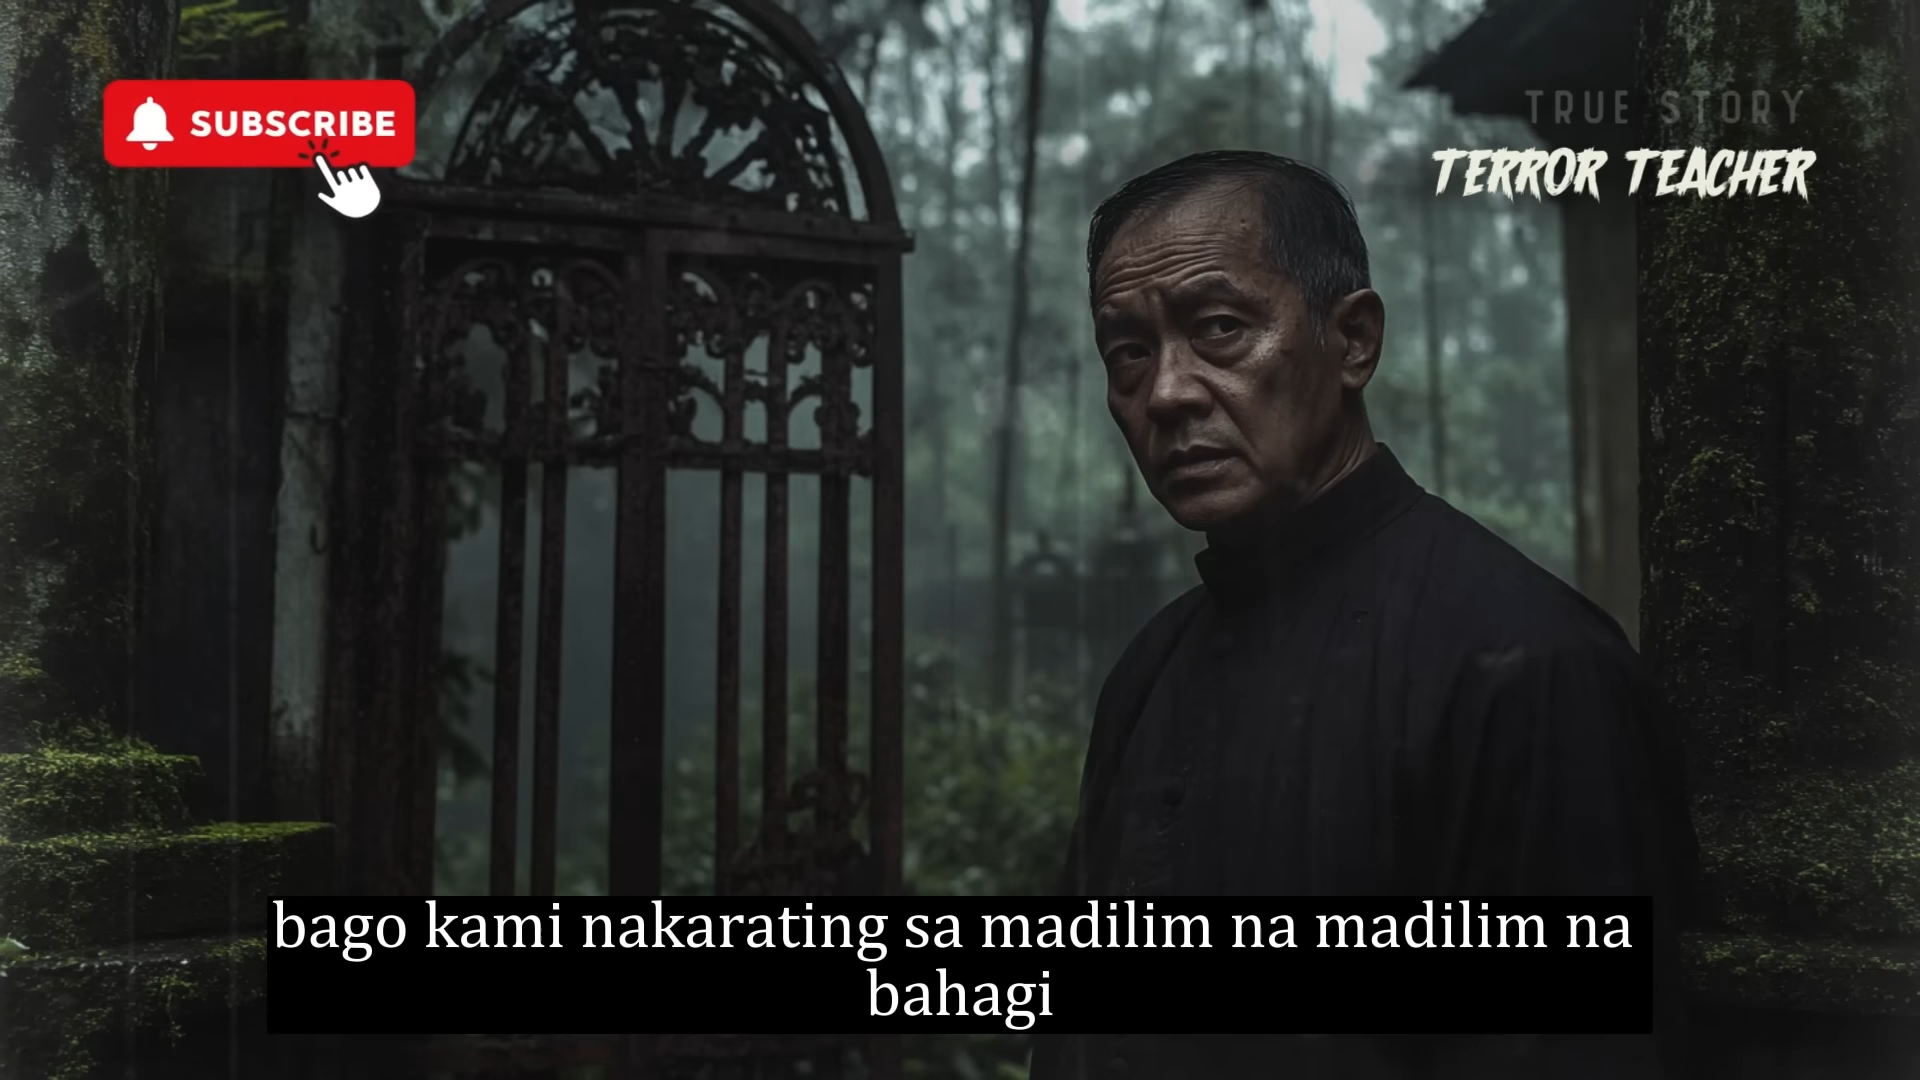 SUBSCRIBE
TRUE STORY
TERROR TEACHER
bago kami nakarating sa madilim na madilim na
bahagi